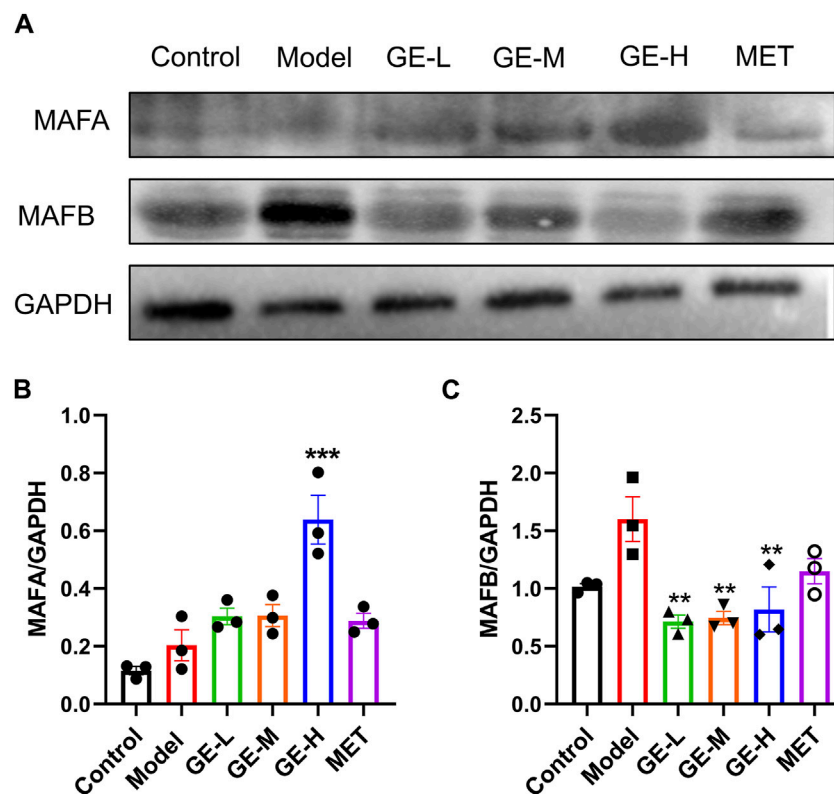 A
Control Model GE-L GE-M GE-H MET
MAFA
MAFB
GAPDH
B
MAFA/GAPDH
1.0
0.8
0.6
0.4
0.2
0.0
***
Control Model GE-L GE-M GE-H MET
C
MAFB/GAPDH
2.5
2.0
1.5
1.0
0.5
0.0
** ** **
Control Model GE-L GE-M GE-H MET